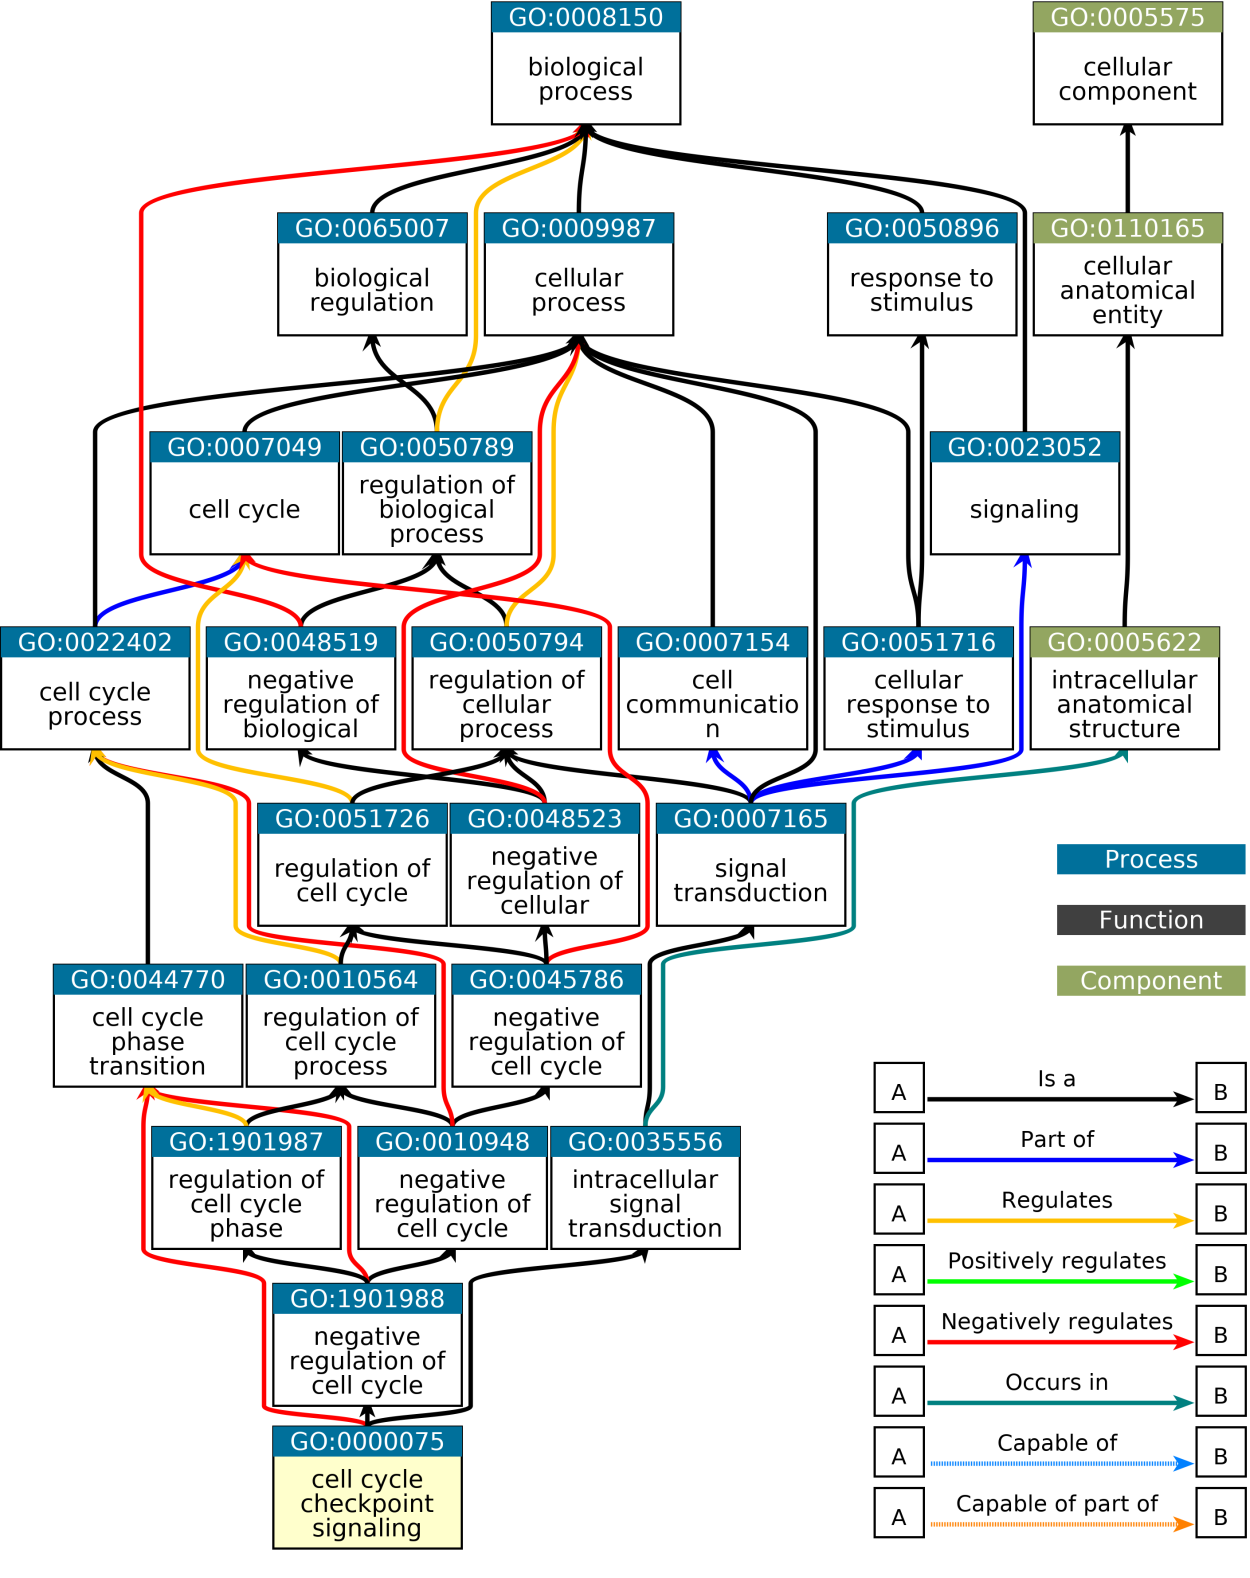 GO:0008150
biological
process
GO:0005575
cellular
component
GO:0065007
biological
regulation
GO:0009987
cellular
process
GO:0050896
response to
stimulus
GO:0110165
cellular
anatomical
entity
GO:0007049
cell cycle
GO:0050789
regulation of
biological
process
GO:0023052
signaling
GO:0022402
cell cycle
process
GO:0048519
negative
regulation of
biological
GO:0050794
regulation of
cellular
process
GO:0007154
cell
communicatio
n
GO:0051716
cellular
response to
stimulus
GO:0005622
intracellular
anatomical
structure
GO:0051726
regulation of
cell cycle
GO:0048523
negative
regulation of
cellular
GO:0007165
signal
transduction
GO:0044770
cell cycle
phase
transition
GO:0010564
regulation of
cell cycle
process
GO:0045786
negative
regulation of
cell cycle
GO:1901987
regulation of
cell cycle
phase
GO:0010948
negative
regulation of
cell cycle
GO:0035556
intracellular
signal
transduction
GO:1901988
negative
regulation of
cell cycle
GO:0000075
cell cycle
checkpoint
signaling
Process
Function
Component
A Is a B
A Part of B
A Regulates B
A Positively regulates B
A Negatively regulates B
A Occurs in B
A Capable of B
A Capable of part of B